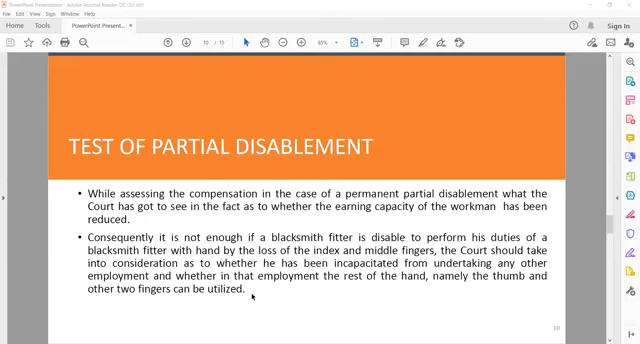 PowerPoint Presentation - Adobe Acrobat Reader DC (32-bit)
File Edit View Sign Window Help
Home Tools PowerPoint Present... ×
Sign In
10 / 15
85%
TEST OF PARTIAL DISABLEMENT
• While assessing the compensation in the case of a permanent partial disablement what the
Court has got to see in the fact as to whether the earning capacity of the workman has been
reduced.
• Consequently it is not enough if a blacksmith fitter is disable to perform his duties of a
blacksmith fitter with hand by the loss of the index and middle fingers, the Court should take
into consideration as to whether he has been incapacitated from undertaking any other
employment and whether in that employment the rest of the hand, namely the thumb and
other two fingers can be utilized.
10